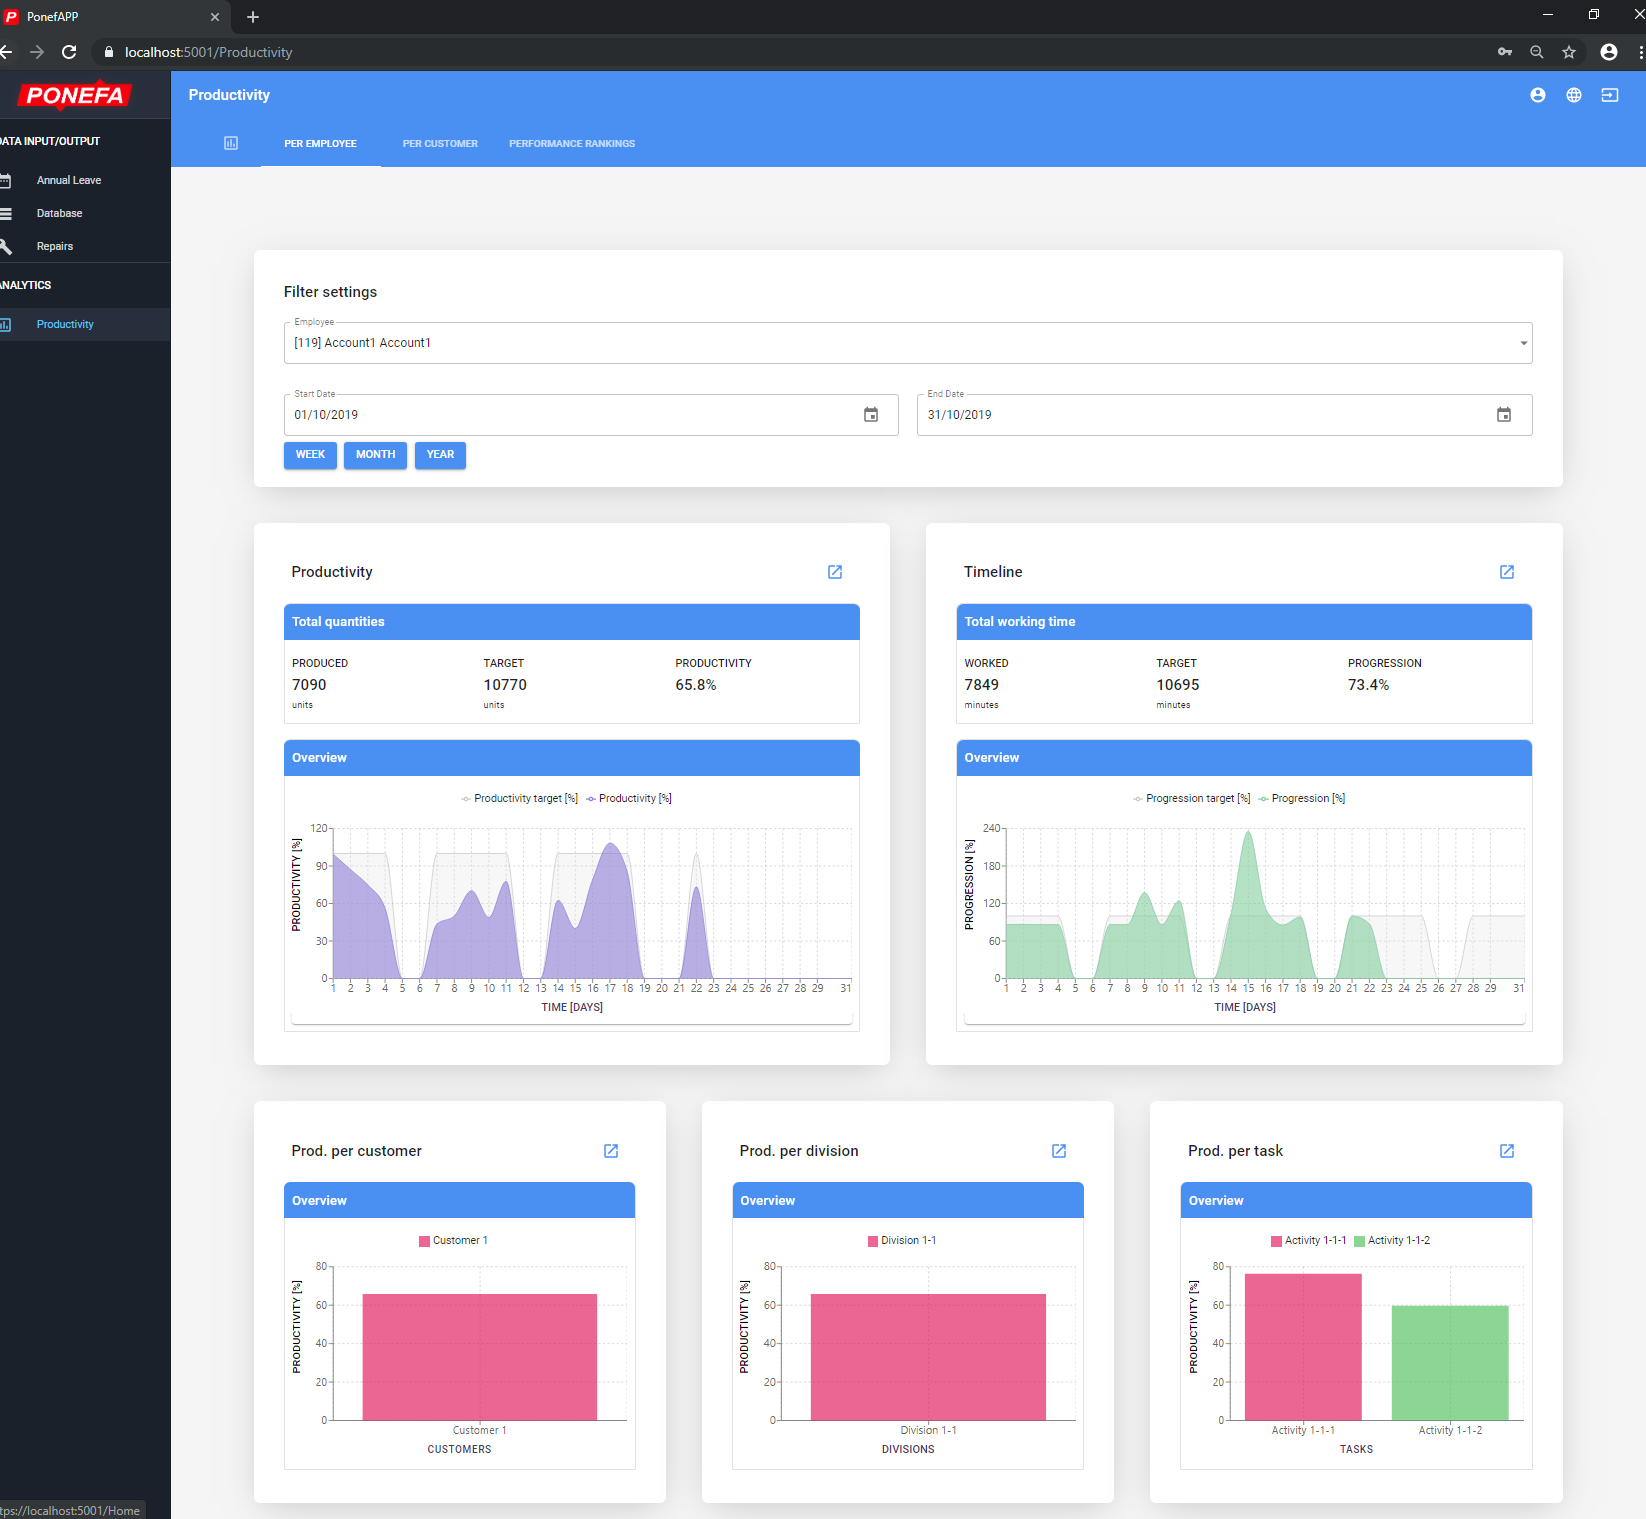 PonefAPP
localhost:5001/Productivity
PONEFA
DATA INPUT/OUTPUT
Annual Leave
Database
Repairs
ANALYTICS
Productivity
Productivity
PER EMPLOYEE PER CUSTOMER PERFORMANCE RANKINGS
Filter settings
Employee
[119] Account1 Account1
Start Date End Date
01/10/2019 31/10/2019
WEEK MONTH YEAR
Productivity
Total quantities
PRODUCED TARGET PRODUCTIVITY
7090 10770 65.8%
units units
Overview
Productivity target [%] Productivity [%]
PRODUCTIVITY [%]
120
90
60
30
0
1 2 3 4 5 6 7 8 9 10 11 12 13 14 15 16 17 18 19 20 21 22 23 24 25 26 27 28 29 31
TIME [DAYS]
Timeline
Total working time
WORKED TARGET PROGRESSION
7849 10695 73.4%
minutes minutes
Overview
Progression target [%] Progression [%]
PROGRESSION [%]
240
180
120
60
0
1 2 3 4 5 6 7 8 9 10 11 12 13 14 15 16 17 18 19 20 21 22 23 24 25 26 27 28 29 31
TIME [DAYS]
Prod. per customer
Overview
Customer 1
PRODUCTIVITY [%]
80
60
40
20
0
Customer 1
CUSTOMERS
Prod. per division
Overview
Division 1-1
PRODUCTIVITY [%]
80
60
40
20
0
Division 1-1
DIVISIONS
Prod. per task
Overview
Activity 1-1-1 Activity 1-1-2
PRODUCTIVITY [%]
80
60
40
20
0
Activity 1-1-1 Activity 1-1-2
TASKS
tps://localhost:5001/Home